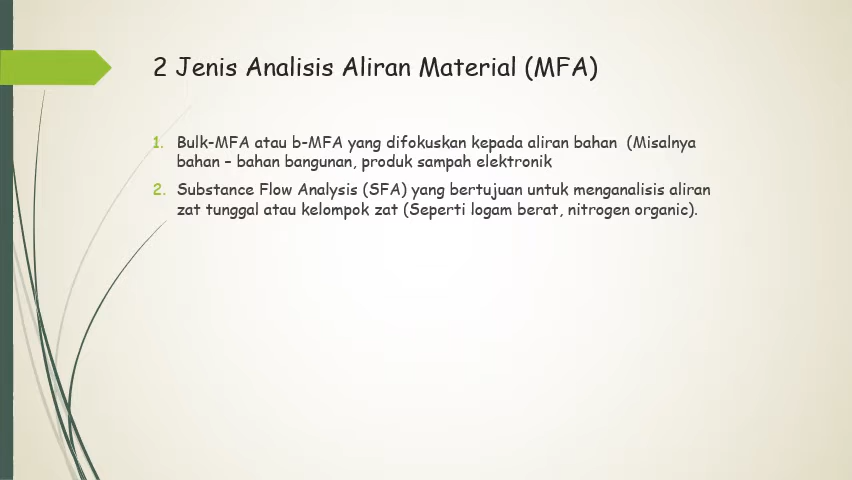 2 Jenis Analisis Aliran Material (MFA)
1. Bulk-MFA atau b-MFA yang difokuskan kepada aliran bahan  (Misalnya
bahan – bahan bangunan, produk sampah elektronik
2. Substance Flow Analysis (SFA) yang bertujuan untuk menganalisis aliran
zat tunggal atau kelompok zat (Seperti logam berat, nitrogen organic).